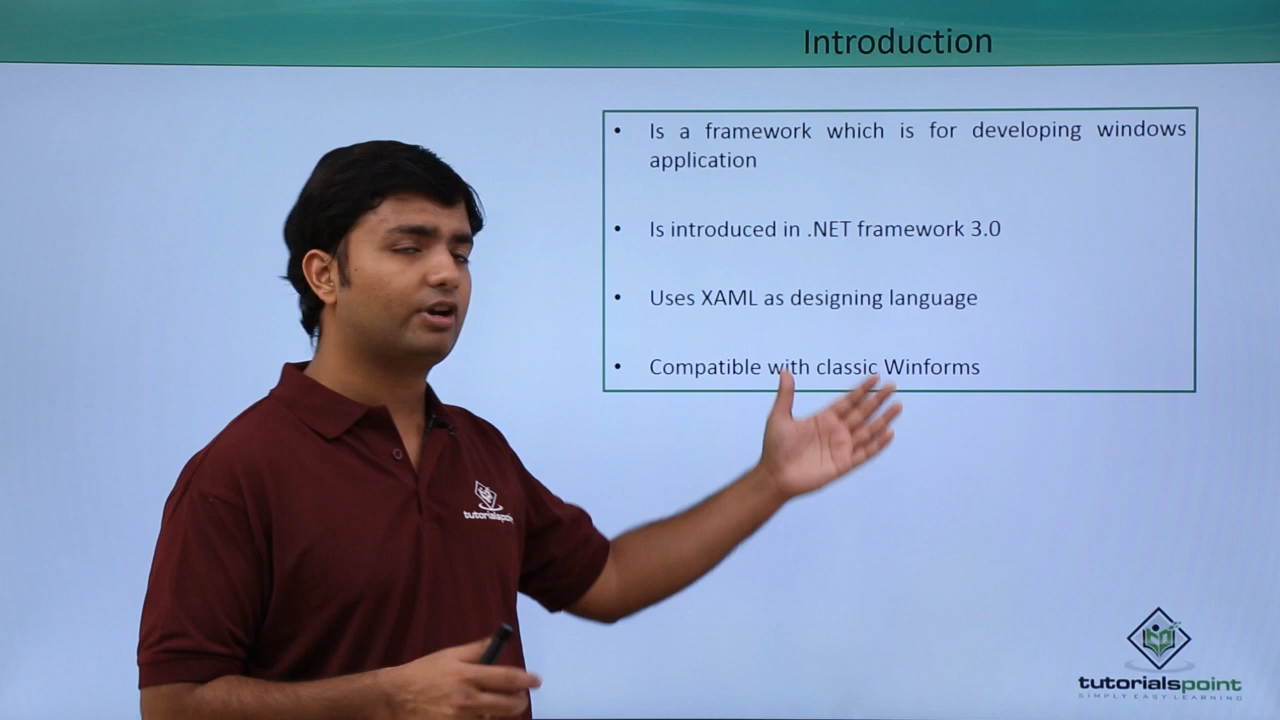 Introduction
• Is a framework which is for developing windows
application
• Is introduced in .NET framework 3.0
• Uses XAML as designing language
• Compatible with classic Winforms
tutorialspoint
tutorialspoint
SIMPLY EASY LEARNING